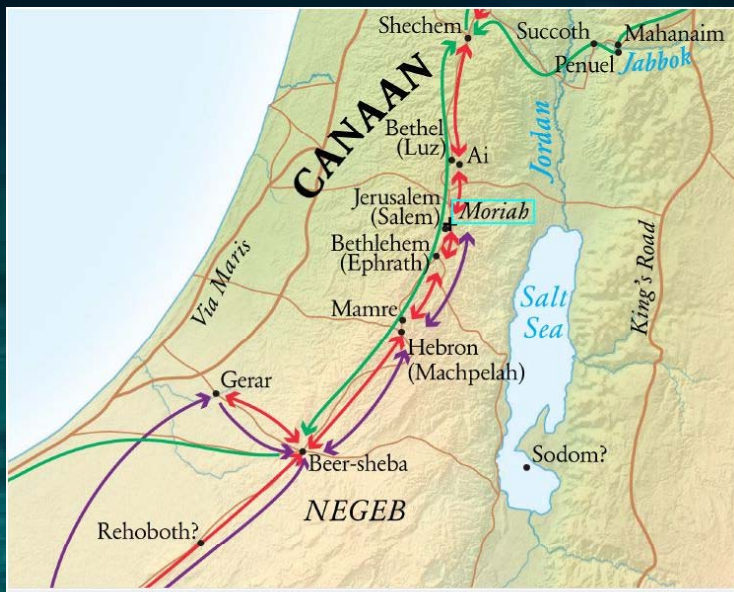 Shechem
Succoth
Mahanaim
Penuel
Jabbok
CANAAN
Bethel
(Luz)
Ai
Jordan
Jerusalem
(Salem)
Moriah
Bethlehem
(Ephrath)
Via Maris
King's Road
Salt
Sea
Mamre
Hebron
(Machpelah)
Gerar
Beer-sheba
Sodom?
NEGEB
Rehoboth?